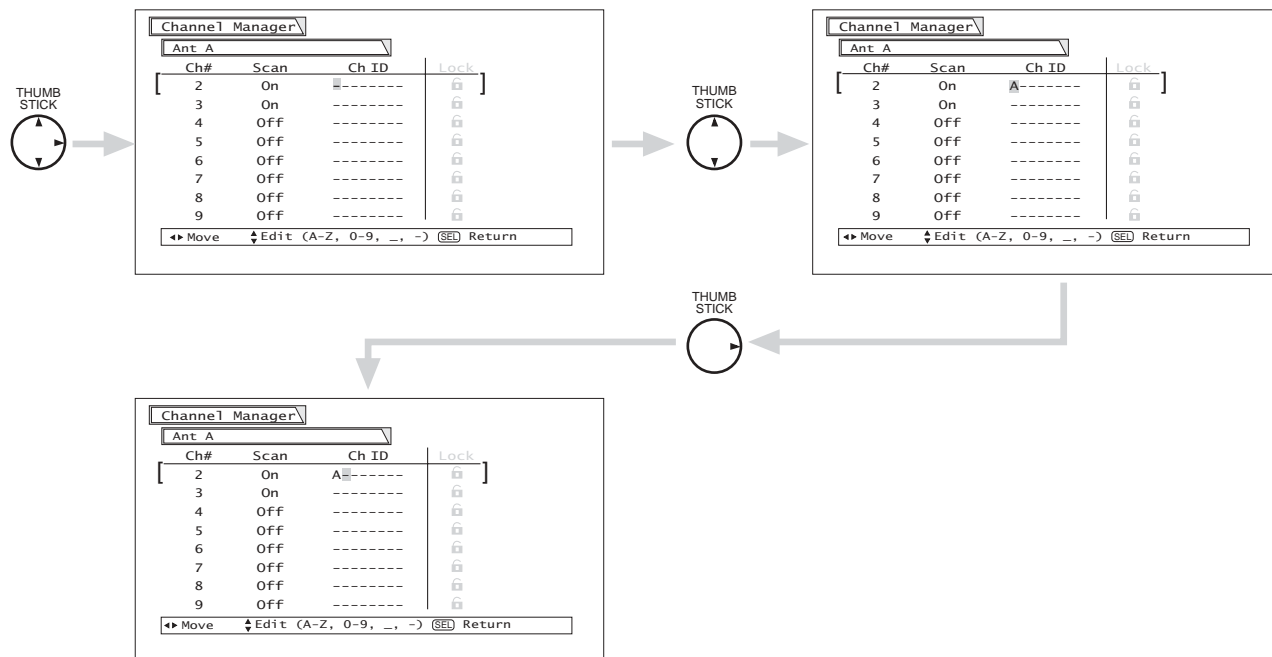 THUMB
STICK
Channel Manager
Ant A
Ch# Scan Ch ID Lock
2 On --------
3 On --------
4 Off --------
5 Off --------
6 Off --------
7 Off --------
8 Off --------
9 Off --------
Move Edit (A-Z, 0-9, _, -) SEL Return
THUMB
STICK
Channel Manager
Ant A
Ch# Scan Ch ID Lock
2 On A-------
3 On --------
4 Off --------
5 Off --------
6 Off --------
7 Off --------
8 Off --------
9 Off --------
Move Edit (A-Z, 0-9, _, -) SEL Return
THUMB
STICK
Channel Manager
Ant A
Ch# Scan Ch ID Lock
2 On A-------
3 On --------
4 Off --------
5 Off --------
6 Off --------
7 Off --------
8 Off --------
9 Off --------
Move Edit (A-Z, 0-9, _, -) SEL Return